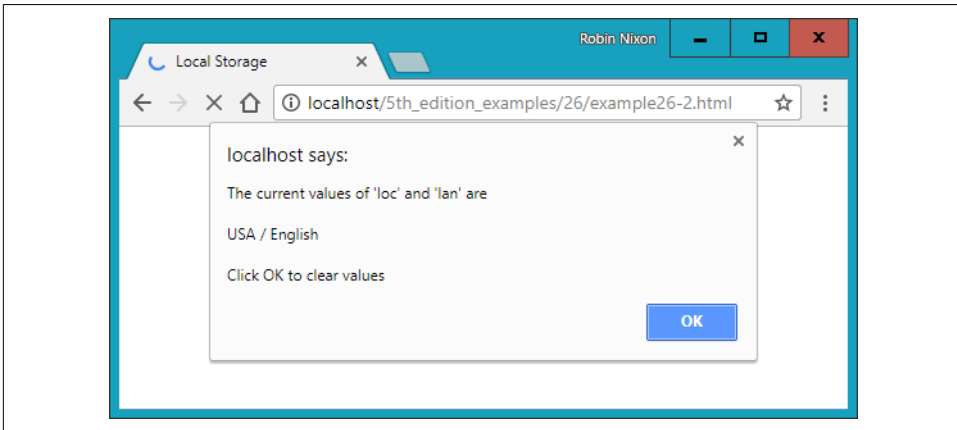 Robin Nixon
Local Storage
localhost/5th_edition_examples/26/example26-2.html
localhost says:
The current values of 'loc' and 'lan' are
USA / English
Click OK to clear values
OK